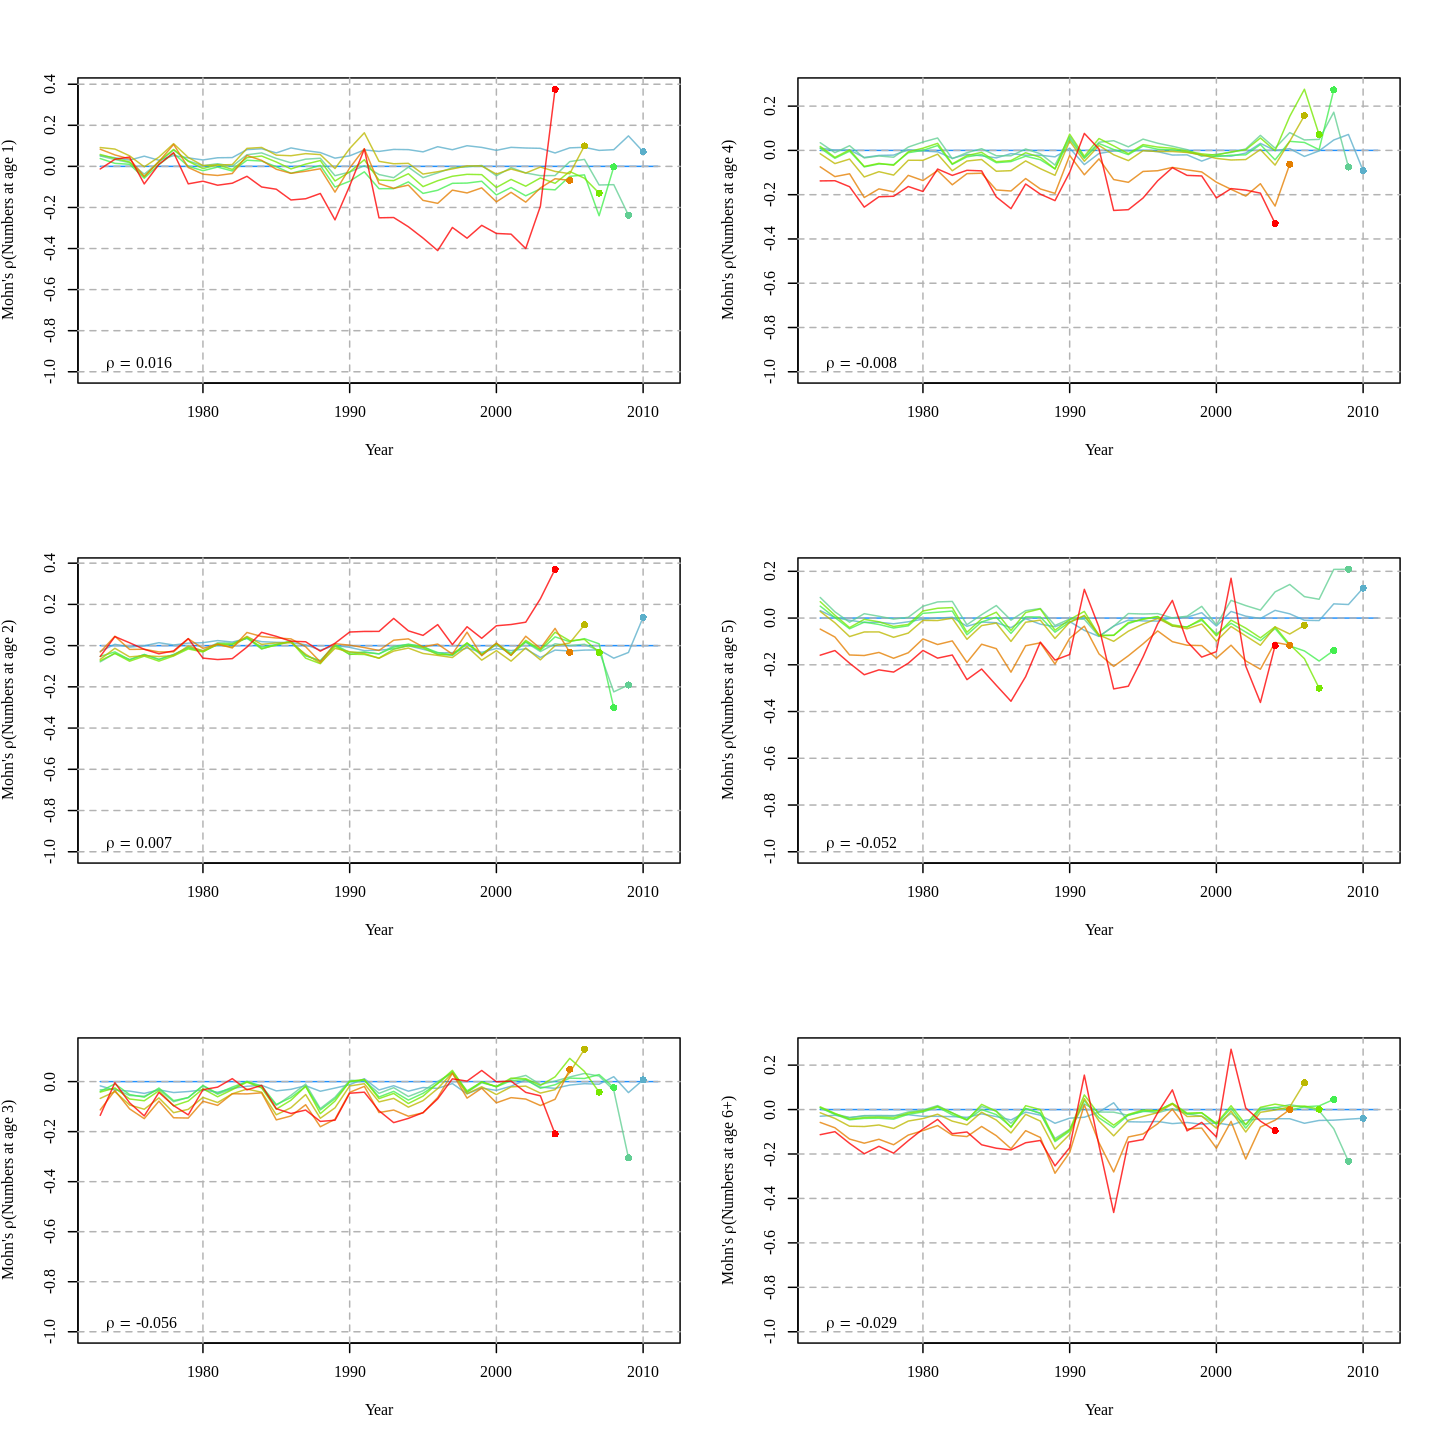 Mohn's ρ(Numbers at age 1)
0.4
0.2
0.0
-0.2
-0.4
-0.6
-0.8
-1.0
ρ = 0.016
1980 1990 2000 2010
Year
Mohn's ρ(Numbers at age 4)
0.2
0.0
-0.2
-0.4
-0.6
-0.8
-1.0
ρ = -0.008
1980 1990 2000 2010
Year
Mohn's ρ(Numbers at age 2)
0.4
0.2
0.0
-0.2
-0.4
-0.6
-0.8
-1.0
ρ = 0.007
1980 1990 2000 2010
Year
Mohn's ρ(Numbers at age 5)
0.2
0.0
-0.2
-0.4
-0.6
-0.8
-1.0
ρ = -0.052
1980 1990 2000 2010
Year
Mohn's ρ(Numbers at age 3)
0.0
-0.2
-0.4
-0.6
-0.8
-1.0
ρ = -0.056
1980 1990 2000 2010
Year
Mohn's ρ(Numbers at age 6+)
0.2
0.0
-0.2
-0.4
-0.6
-0.8
-1.0
ρ = -0.029
1980 1990 2000 2010
Year